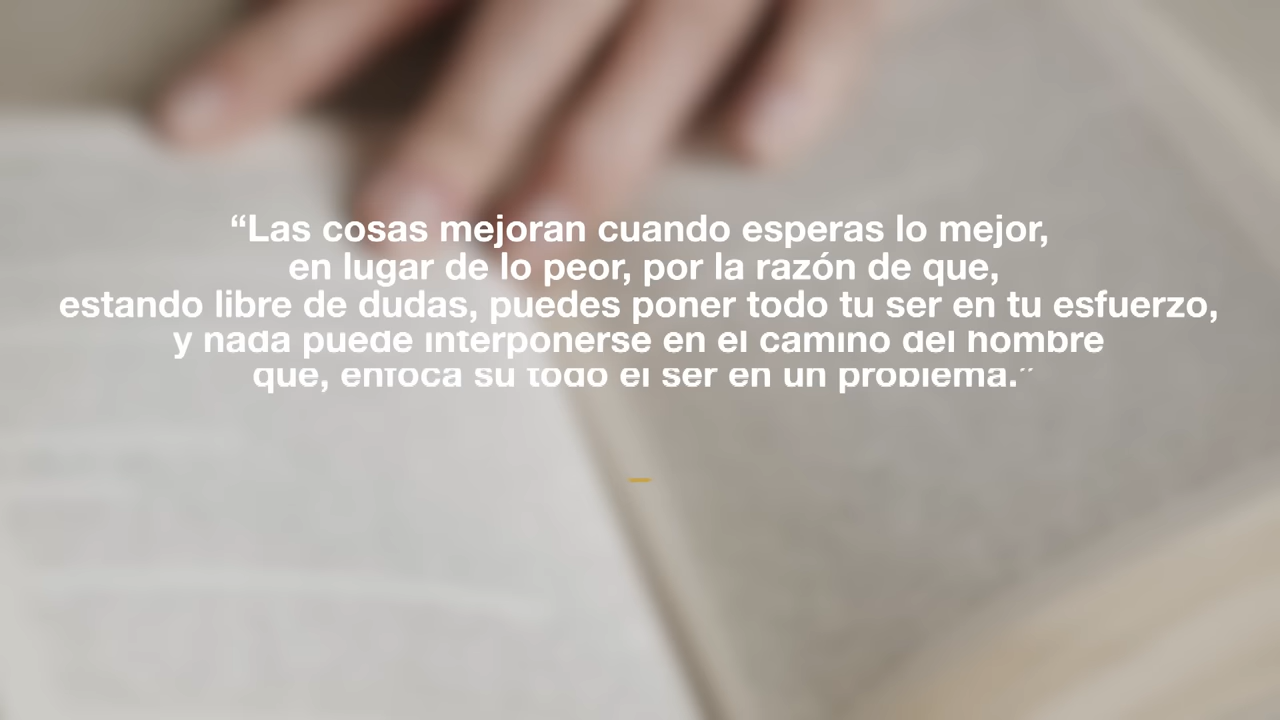 “Las cosas mejoran cuando esperas lo mejor,
en lugar de lo peor, por la razón de que,
estando libre de dudas, puedes poner todo tu ser en tu esfuerzo,
y nada puede interponerse en el camino del hombre
que, enfoca su todo el ser en un problema.”